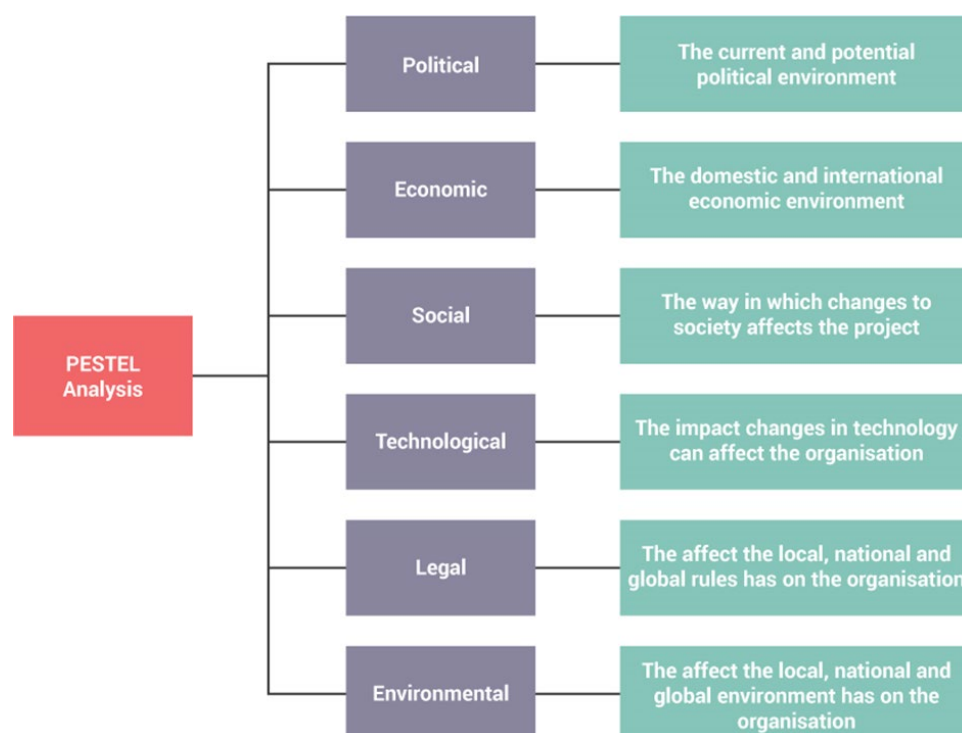 PESTEL
Analysis
Political
The current and potential
political environment
Economic
The domestic and international
economic environment
Social
The way in which changes to
society affects the project
Technological
The impact changes in technology
can affect the organisation
Legal
The affect the local, national and
global rules has on the organisation
Environmental
The affect the local, national and
global environment has on the
organisation